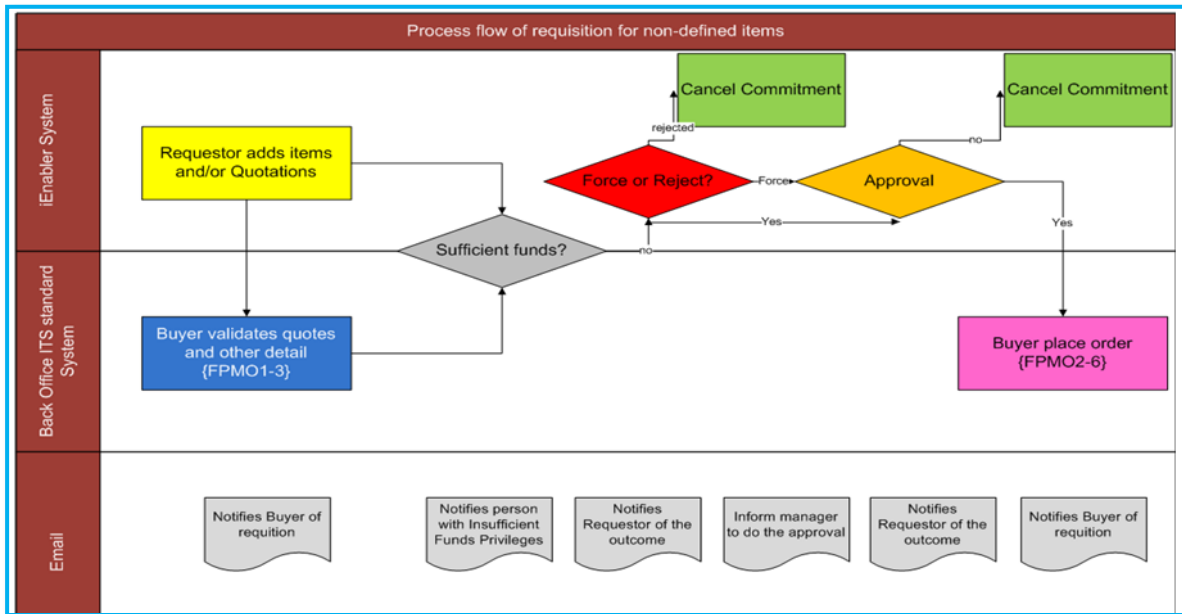 Process flow of requisition for non-defined items
iEnabler System
Cancel Commitment
Cancel Commitment
rejected
no
Requestor adds items
and/or Quotations
Force or Reject?
Force
Approval
Yes
Yes
Sufficient funds?
no
Back Office ITS standard
System
Buyer validates quotes
and other detail
{FPMO1-3}
Buyer place order
{FPMO2-6}
Email
Notifies Buyer of
requition
Notifies person
with Insufficient
Funds Privileges
Notifies
Requestor of the
outcome
Inform manager
to do the approval
Notifies
Requestor of the
outcome
Notifies Buyer of
requition